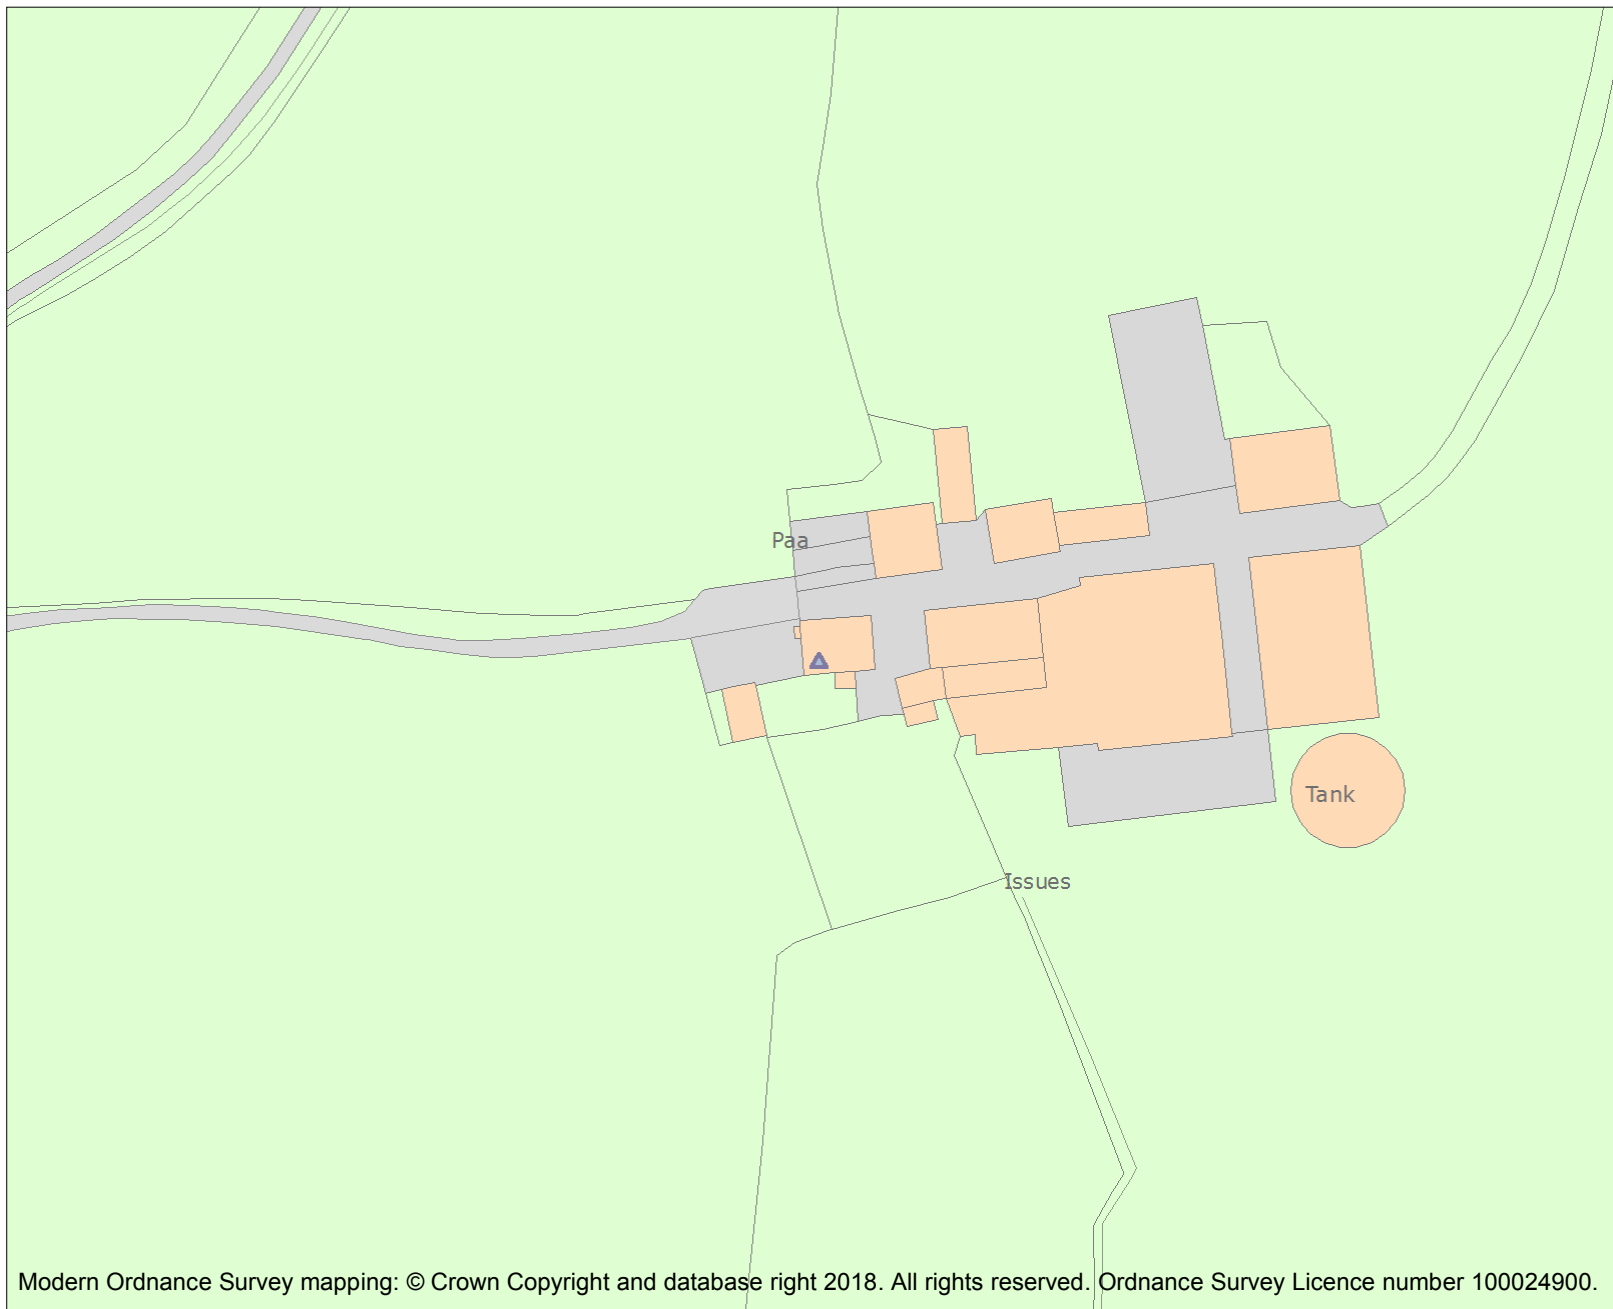 Paa
Tank
Issues
Modern Ordnance Survey mapping: © Crown Copyright and database right 2018. All rights reserved. Ordnance Survey Licence number 100024900.